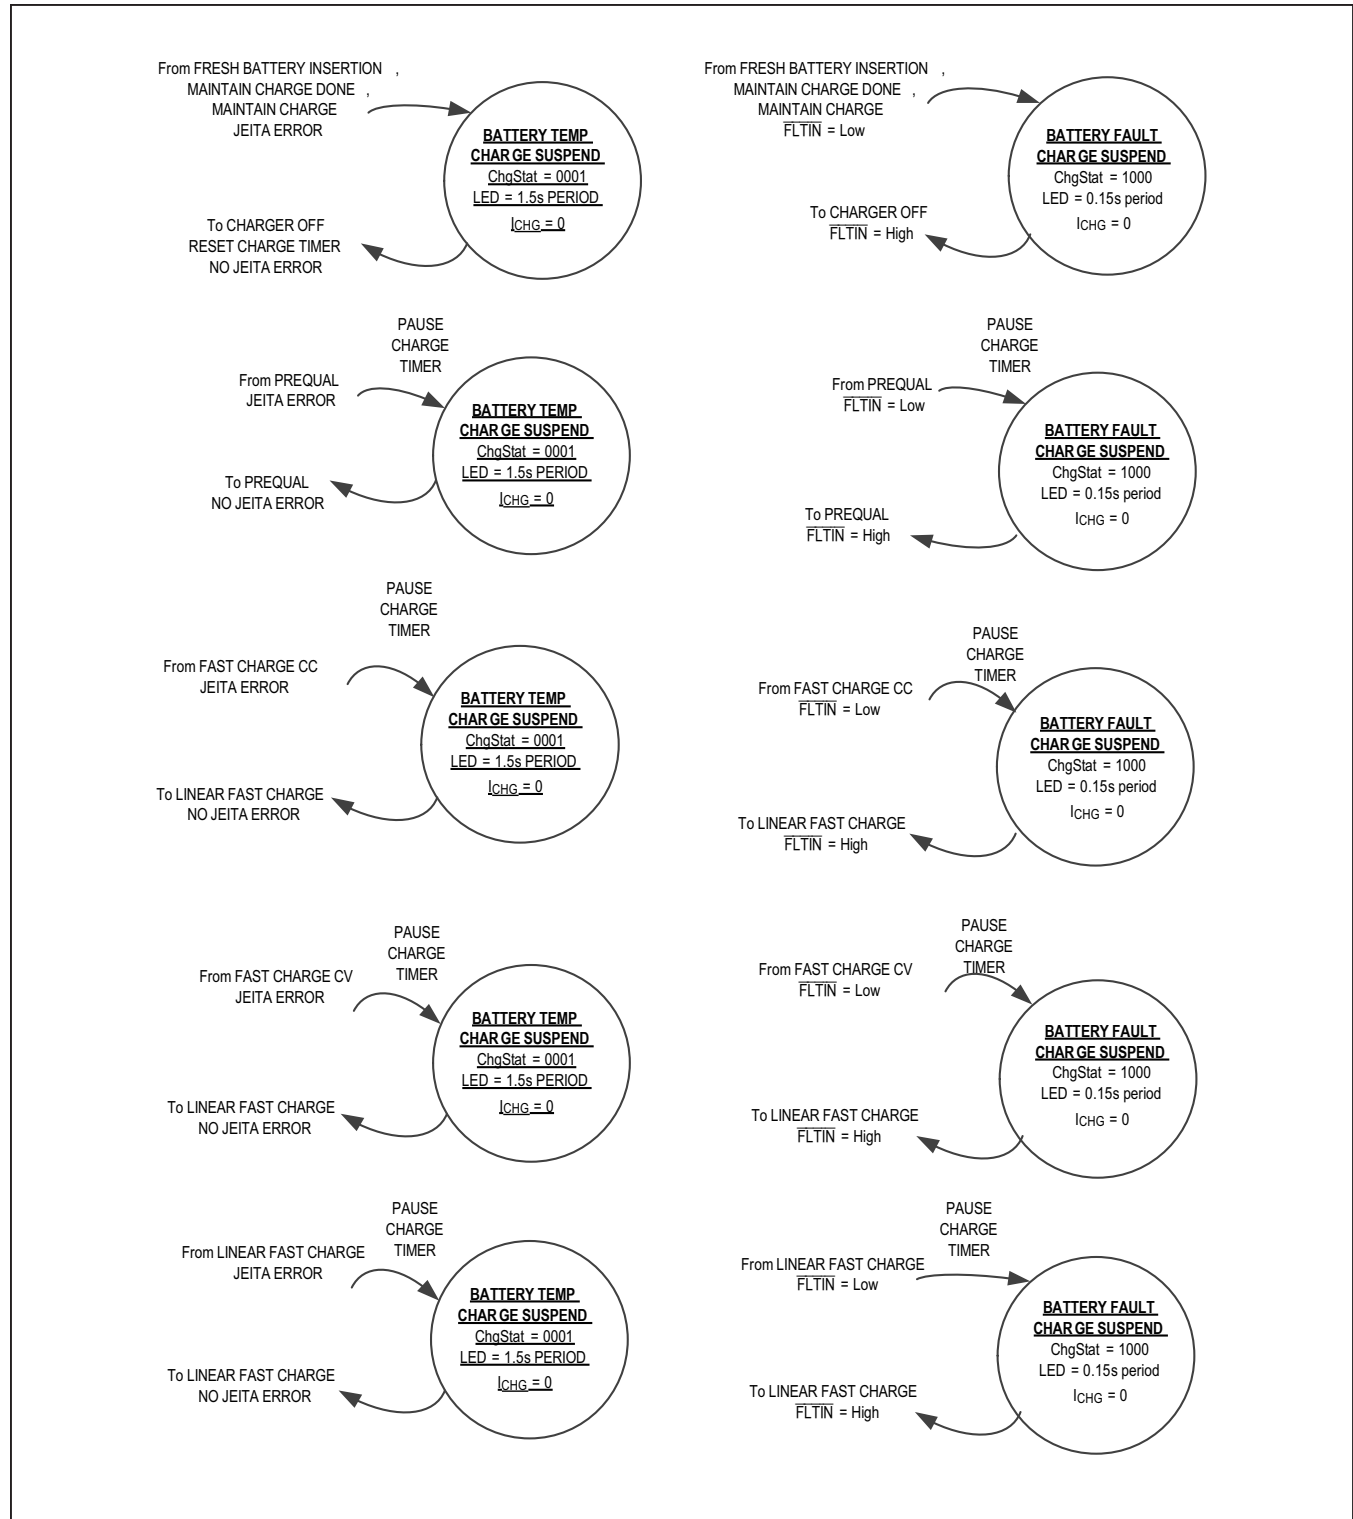 From FRESH BATTERY INSERTION ,
MAINTAIN CHARGE DONE ,
MAINTAIN CHARGE
JEITA ERROR
BATTERY TEMP
CHARGE SUSPEND
ChgStat = 0001
LED = 1.5s PERIOD
ICHG = 0
To CHARGER OFF
RESET CHARGE TIMER
NO JEITA ERROR
From FRESH BATTERY INSERTION ,
MAINTAIN CHARGE DONE ,
MAINTAIN CHARGE
FLTIN = Low
BATTERY FAULT
CHARGE SUSPEND
ChgStat = 1000
LED = 0.15s period
ICHG = 0
To CHARGER OFF
FLTIN = High
PAUSE
CHARGE
TIMER
From PREQUAL
JEITA ERROR
BATTERY TEMP
CHARGE SUSPEND
ChgStat = 0001
LED = 1.5s PERIOD
ICHG = 0
To PREQUAL
NO JEITA ERROR
PAUSE
CHARGE
TIMER
From PREQUAL
FLTIN = Low
BATTERY FAULT
CHARGE SUSPEND
ChgStat = 1000
LED = 0.15s period
ICHG = 0
To PREQUAL
FLTIN = High
PAUSE
CHARGE
TIMER
From FAST CHARGE CC
JEITA ERROR
BATTERY TEMP
CHARGE SUSPEND
ChgStat = 0001
LED = 1.5s PERIOD
ICHG = 0
To LINEAR FAST CHARGE
NO JEITA ERROR
PAUSE
CHARGE
TIMER
From FAST CHARGE CC
FLTIN = Low
BATTERY FAULT
CHARGE SUSPEND
ChgStat = 1000
LED = 0.15s period
ICHG = 0
To LINEAR FAST CHARGE
FLTIN = High
PAUSE
CHARGE
TIMER
From FAST CHARGE CV
JEITA ERROR
BATTERY TEMP
CHARGE SUSPEND
ChgStat = 0001
LED = 1.5s PERIOD
ICHG = 0
To LINEAR FAST CHARGE
NO JEITA ERROR
PAUSE
CHARGE
TIMER
From FAST CHARGE CV
FLTIN = Low
BATTERY FAULT
CHARGE SUSPEND
ChgStat = 1000
LED = 0.15s period
ICHG = 0
To LINEAR FAST CHARGE
FLTIN = High
PAUSE
CHARGE
TIMER
From LINEAR FAST CHARGE
JEITA ERROR
BATTERY TEMP
CHARGE SUSPEND
ChgStat = 0001
LED = 1.5s PERIOD
ICHG = 0
To LINEAR FAST CHARGE
NO JEITA ERROR
PAUSE
CHARGE
TIMER
From LINEAR FAST CHARGE
FLTIN = Low
BATTERY FAULT
CHARGE SUSPEND
ChgStat = 1000
LED = 0.15s period
ICHG = 0
To LINEAR FAST CHARGE
FLTIN = High